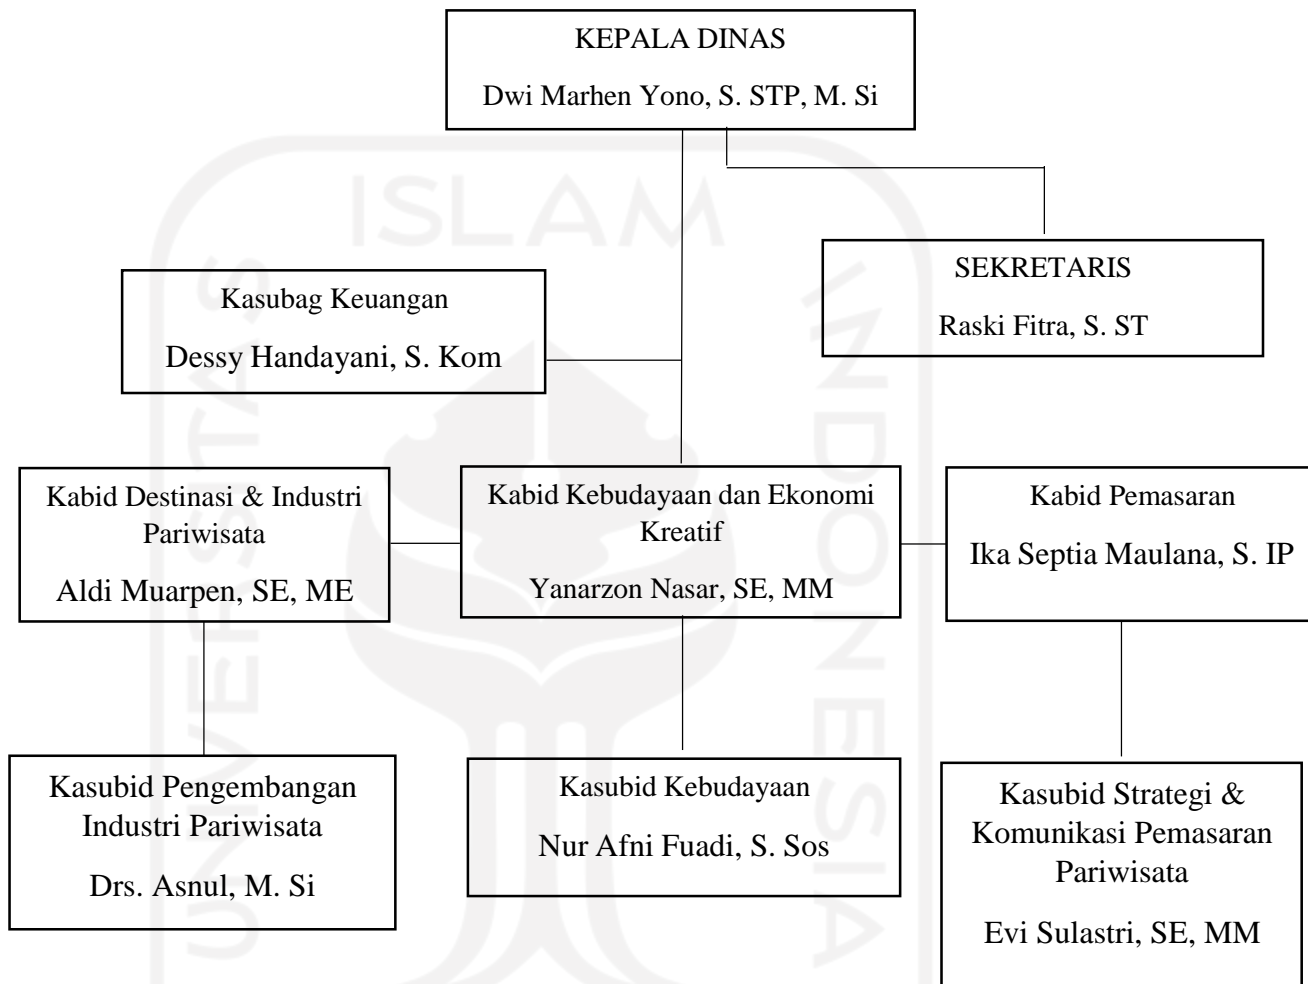 KEPALA DINAS
Dwi Marhen Yono, S. STP, M. Si
SEKRETARIS
Raski Fitra, S. ST
Kasubag Keuangan
Dessy Handayani, S. Kom
Kabid Destinasi & Industri
Pariwisata
Aldi Muarpen, SE, ME
Kabid Kebudayaan dan Ekonomi
Kreatif
Yanarzon Nasar, SE, MM
Kabid Pemasaran
Ika Septia Maulana, S. IP
Kasubid Pengembangan
Industri Pariwisata
Drs. Asnul, M. Si
Kasubid Kebudayaan
Nur Afni Fuadi, S. Sos
Kasubid Strategi &
Komunikasi Pemasaran
Pariwisata
Evi Sulastri, SE, MM
UNIVERSITAS
ISLAM
INDONESIA